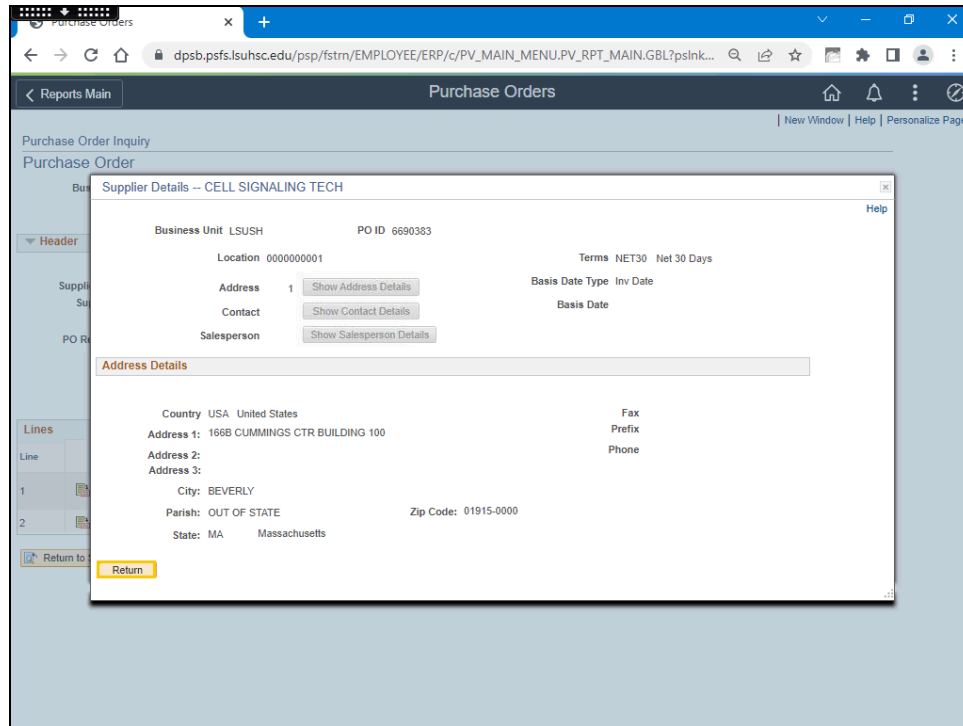 Purchase Orders
dpsb.psfs.lsuhsc.edu/psp/fstrn/EMPLOYEE/ERP/c/PV_MAIN_MENU.PV_RPT_MAIN.GBL?pslnk...
Reports Main
Purchase Orders
New Window | Help | Personalize Page
Purchase Order Inquiry
Purchase Order
Supplier Details -- CELL SIGNALING TECH
Help
Business Unit LSUSH PO ID 6690383
Header
Location 0000000001 Terms NET30 Net 30 Days
Address 1 Show Address Details Basis Date Type Inv Date
Contact Show Contact Details Basis Date
Salesperson Show Salesperson Details
PO
Address Details
Country USA United States Fax
Address 1: 166B CUMMINGS CTR BUILDING 100 Prefix
Address 2: Phone
Address 3:
Lines
Line
City: BEVERLY
1
Parish: OUT OF STATE Zip Code: 01915-0000
2
State: MA Massachusetts
Return to
Return